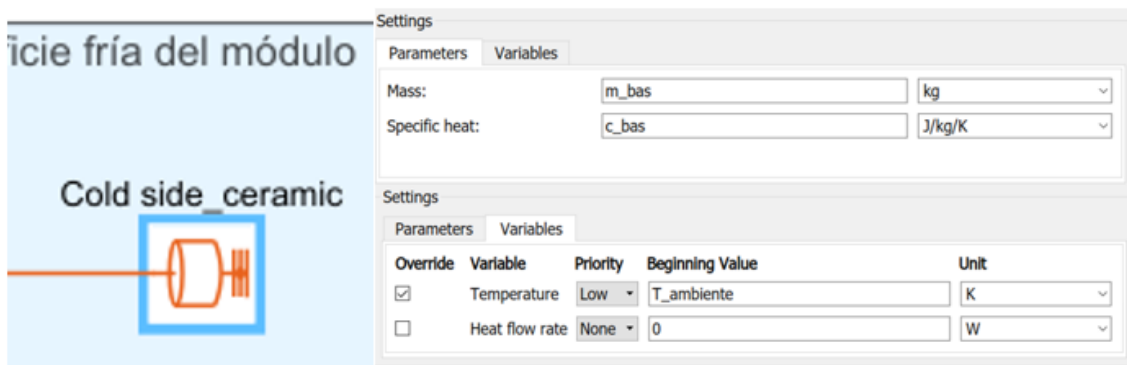 ficie fría del módulo
Cold side_ceramic
Settings
Parameters Variables
Mass: m_bas kg
Specific heat: c_bas J/kg/K
Settings
Parameters Variables
Override Variable Priority Beginning Value Unit
Temperature Low T_ambiente K
Heat flow rate None 0 W